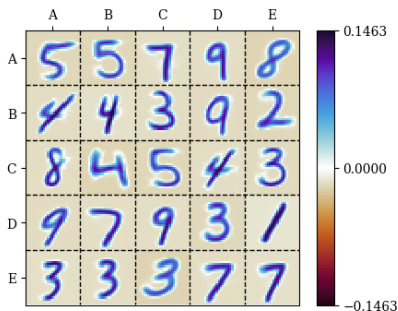 A B C D E
0.1463
A 5 5 7 9 8
B 4 4 3 9 2
C 8 4 5 4 3 0.0000
D 9 7 9 3 1
E 3 3 3 7 7
−0.1463